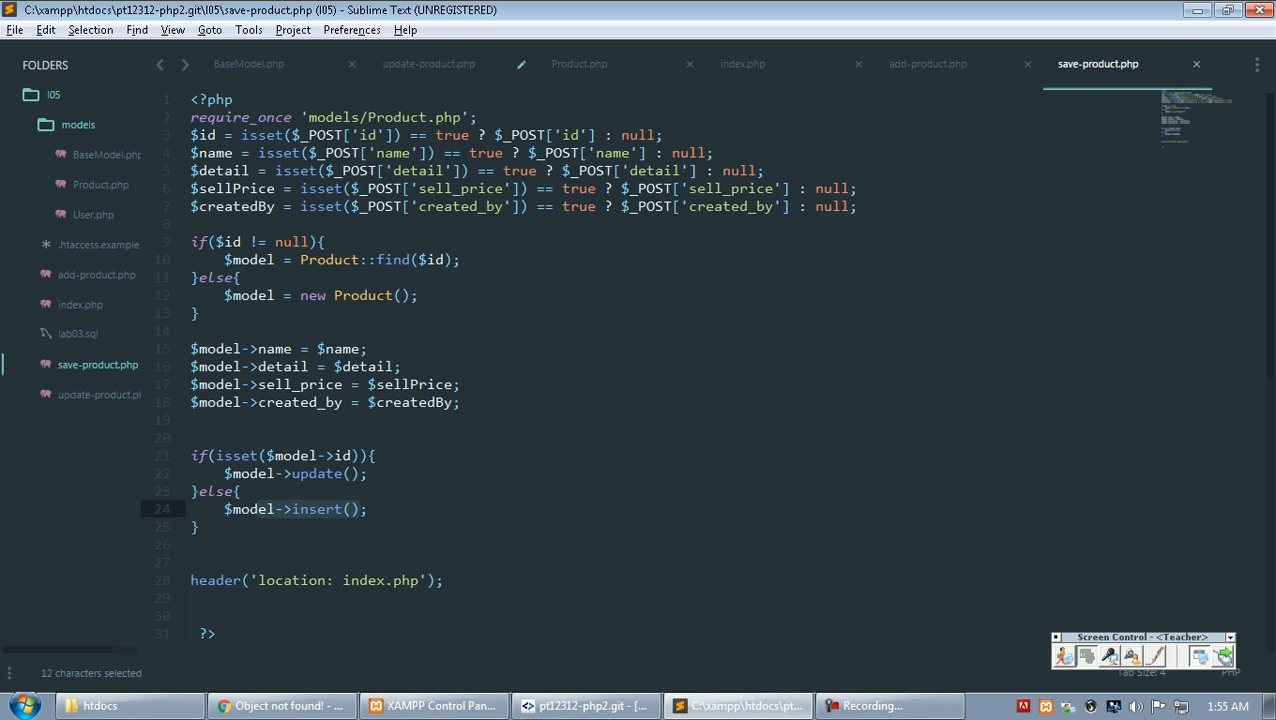 C:\xampp\htdocs\pt12312-php2.git\l05\save-product.php (l05) - Sublime Text (UNREGISTERED)
File Edit Selection Find View Goto Tools Project Preferences Help
FOLDERS
l05
models
BaseModel.php
Product.php
User.php
.htaccess.example
add-product.php
index.php
lab03.sql
save-product.php
update-product.pl
BaseModel.php update-product.php Product.php index.php add-product.php save-product.php
1 <?php
2 require_once 'models/Product.php';
3 $id = isset($_POST['id']) == true ? $_POST['id'] : null;
4 $name = isset($_POST['name']) == true ? $_POST['name'] : null;
5 $detail = isset($_POST['detail']) == true ? $_POST['detail'] : null;
6 $sellPrice = isset($_POST['sell_price']) == true ? $_POST['sell_price'] : null;
7 $createdBy = isset($_POST['created_by']) == true ? $_POST['created_by'] : null;
8
9 if($id != null){
10 $model = Product::find($id);
11 }else{
12 $model = new Product();
13 }
14
15 $model->name = $name;
16 $model->detail = $detail;
17 $model->sell_price = $sellPrice;
18 $model->created_by = $createdBy;
19
20
21 if(isset($model->id)){
22 $model->update();
23 }else{
24 $model->insert();
25 }
26
27
28 header('location: index.php');
29
30
31 ?>
Screen Control - <Teacher>
12 characters selected
Tab Size: 4 PHP
htdocs
Object not found! - ...
XAMPP Control Pan...
pt12312-php2.git - [...
C:\xampp\htdocs\pt...
Recording...
1:55 AM